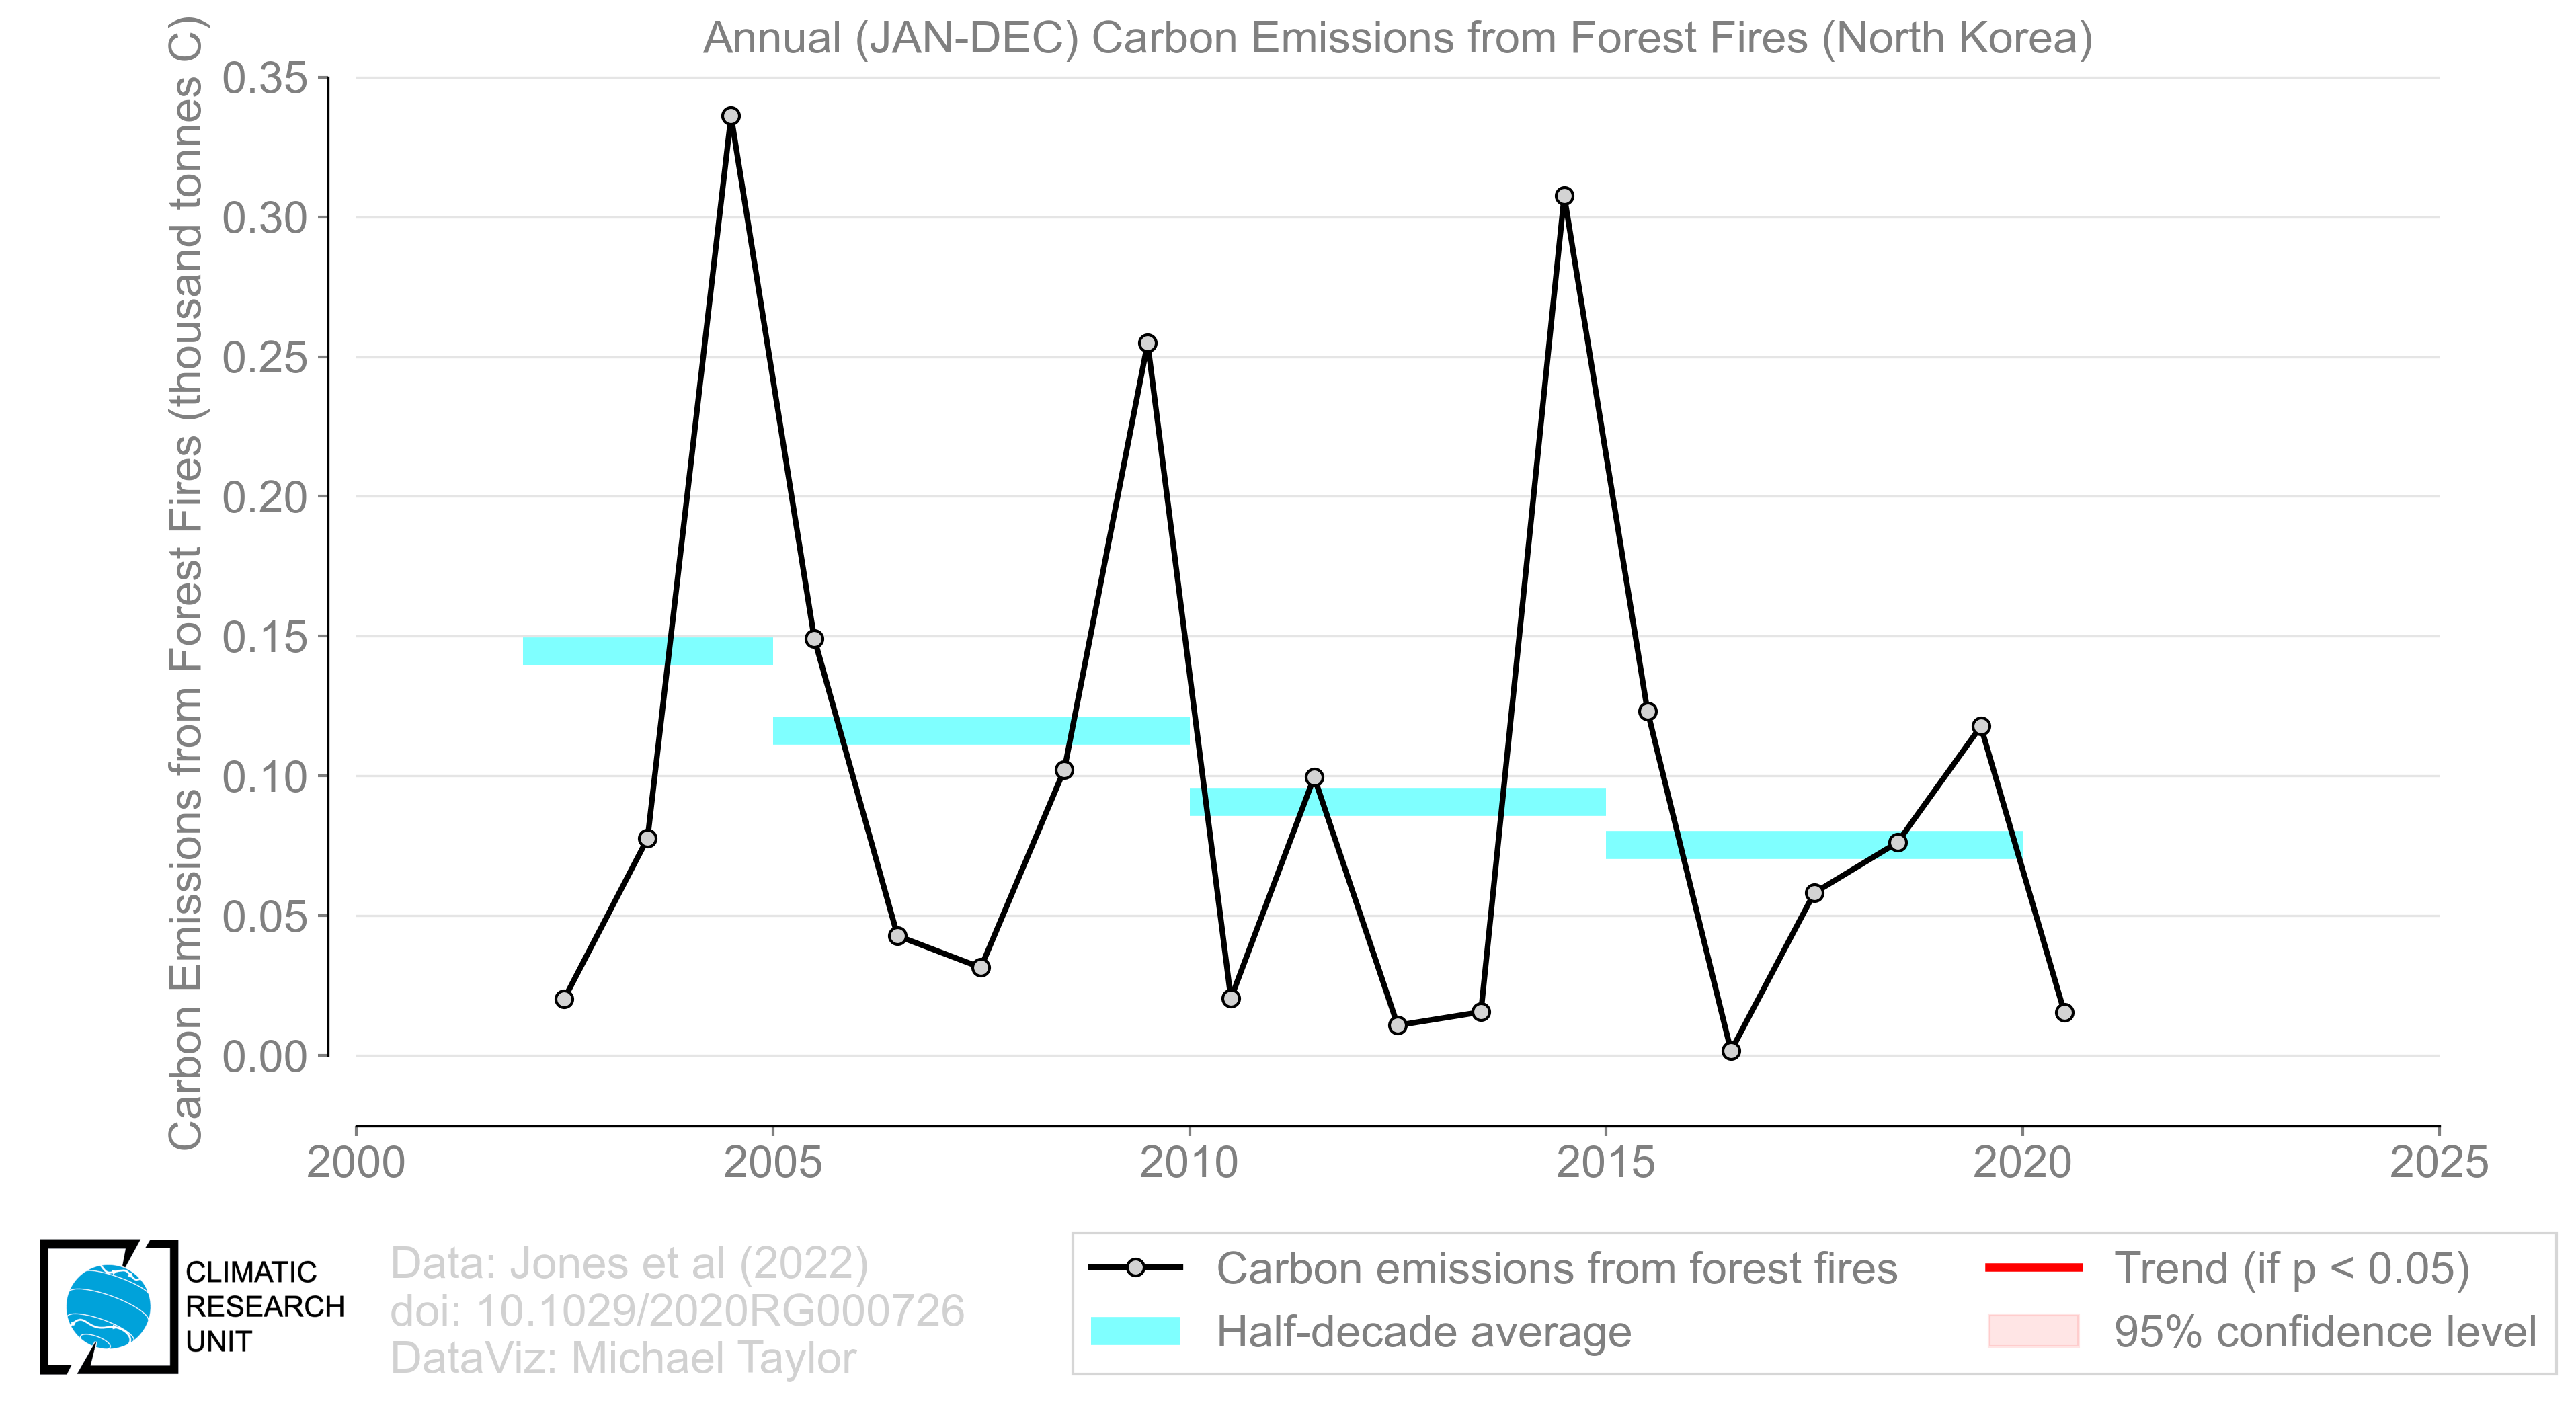 Annual (JAN-DEC) Carbon Emissions from Forest Fires (North Korea)
Carbon Emissions from Forest Fires (thousand tonnes C)
0.35
0.30
0.25
0.20
0.15
0.10
0.05
0.00
2000 2005 2010 2015 2020 2025
CLIMATIC
RESEARCH
UNIT
Data: Jones et al (2022)
doi: 10.1029/2020RG000726
DataViz: Michael Taylor
Carbon emissions from forest fires
Half-decade average
Trend (if p < 0.05)
95% confidence level